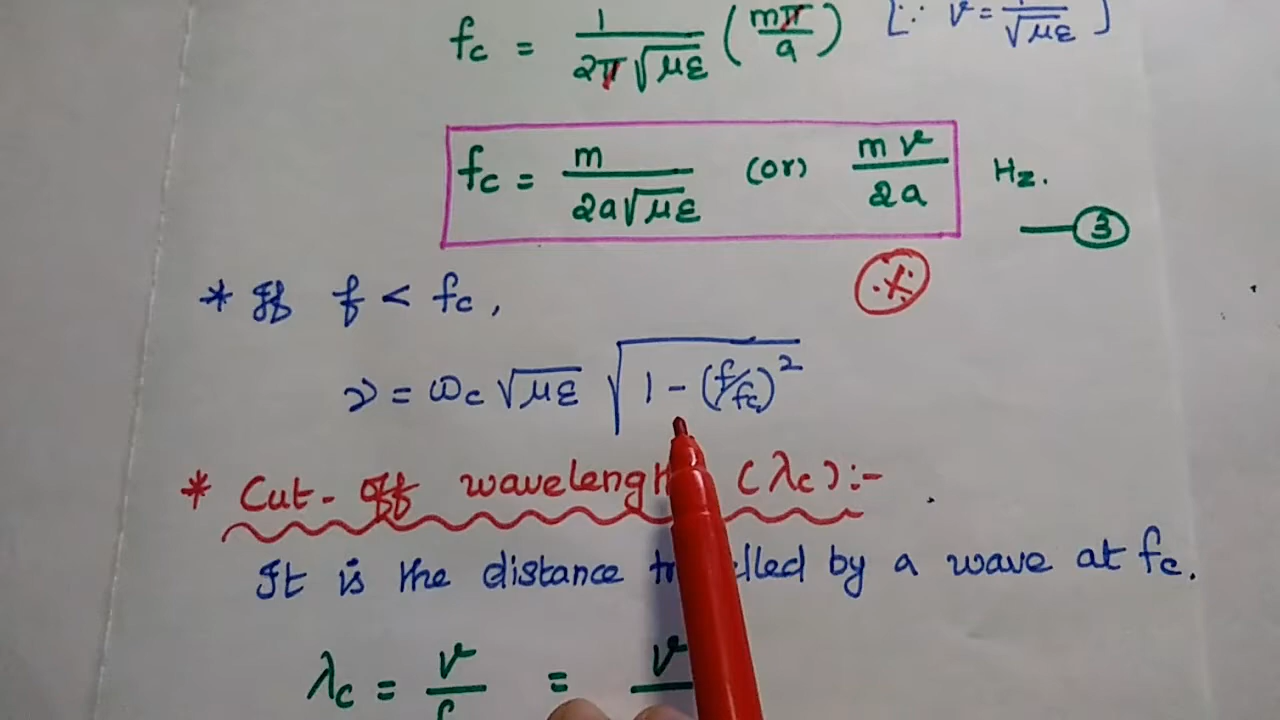 fc = 1 / 2π√με (mπ / a) [∵ v = 1 / √με ]
fc = m / 2a√με (or) mv / 2a Hz. — ③
* If f < fc,
ν = ωc √με √1 - (f/fc)²
* Cut-off wavelength (λc):-
It is the distance travelled by a wave at fc.
λc = v / f = v